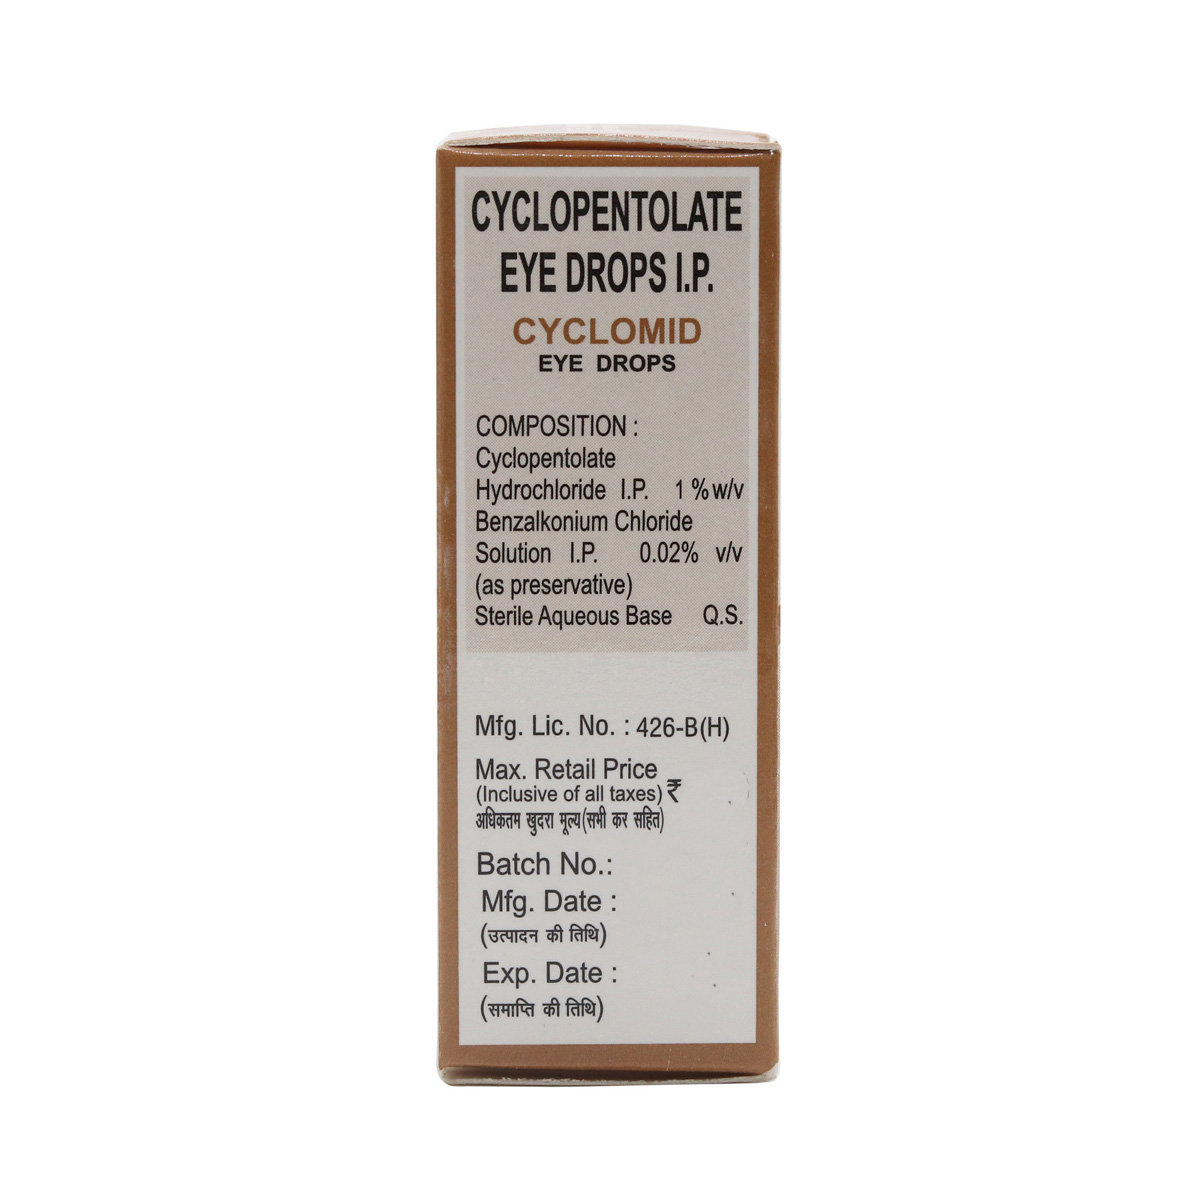 CYCLOPENTOLATE
EYE DROPS I.P.
CYCLOMID
EYE DROPS
COMPOSITION :
Cyclopentolate
Hydrochloride I.P. 1 % w/v
Benzalkonium Chloride
Solution I.P. 0.02% v/v
(as preservative)
Sterile Aqueous Base Q.S.
Mfg. Lic. No. : 426-B(H)
Max. Retail Price
(Inclusive of all taxes) ₹
अधिकतम खुदरा मूल्य (सभी कर सहित)
Batch No.:
Mfg. Date :
(उत्पादन की तिथि)
Exp. Date :
(समाप्ति की तिथि)